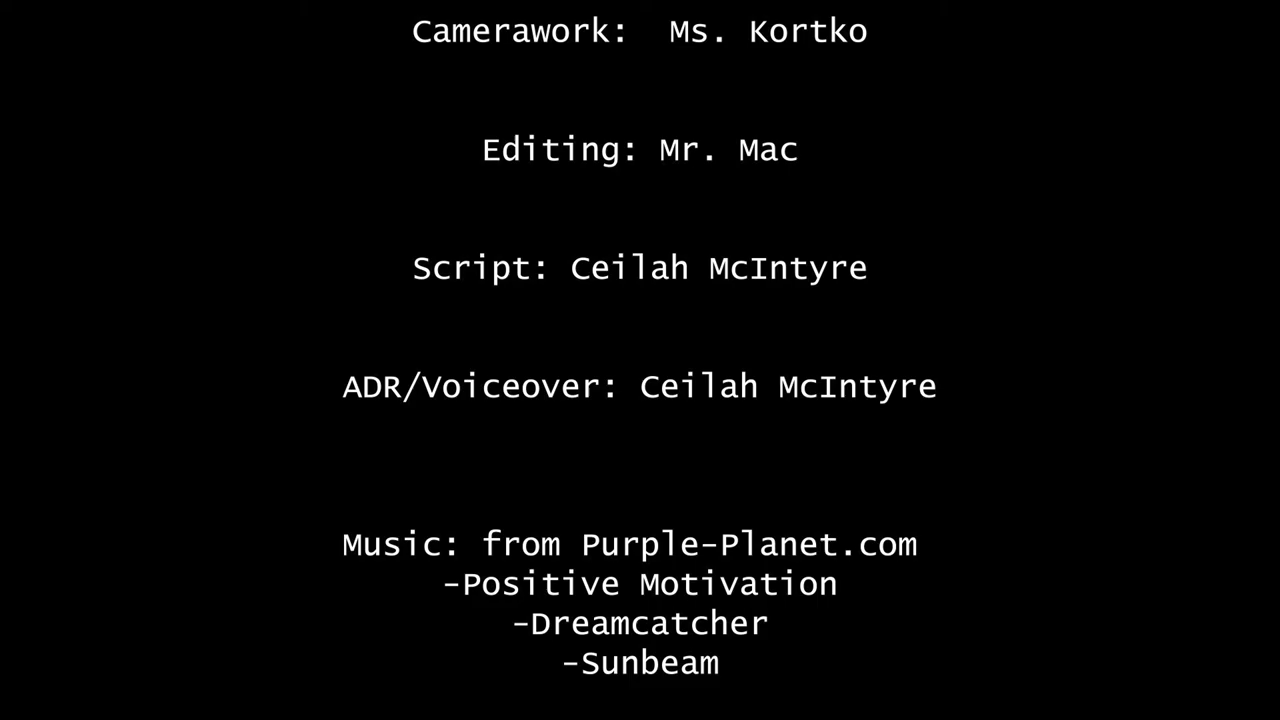 Camerawork:  Ms. Kortko
Editing: Mr. Mac
Script: Ceilah McIntyre
ADR/Voiceover: Ceilah McIntyre
Music: from Purple-Planet.com
-Positive Motivation
-Dreamcatcher
-Sunbeam